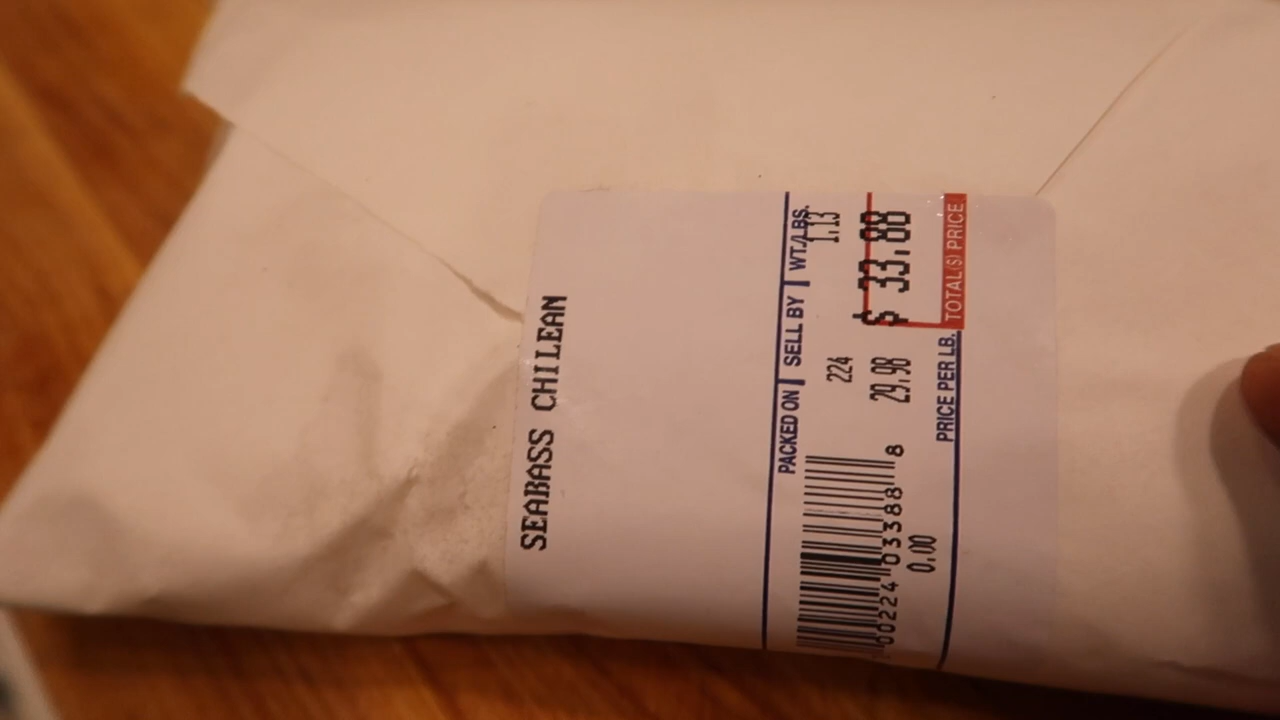 SEABASS CHILEAN
PACKED ON SELL BY WT./LBS.
1.13
224
29.98 $ 33.88
PRICE PER LB. TOTAL(S) PRICE
00224 03388 8
0.00